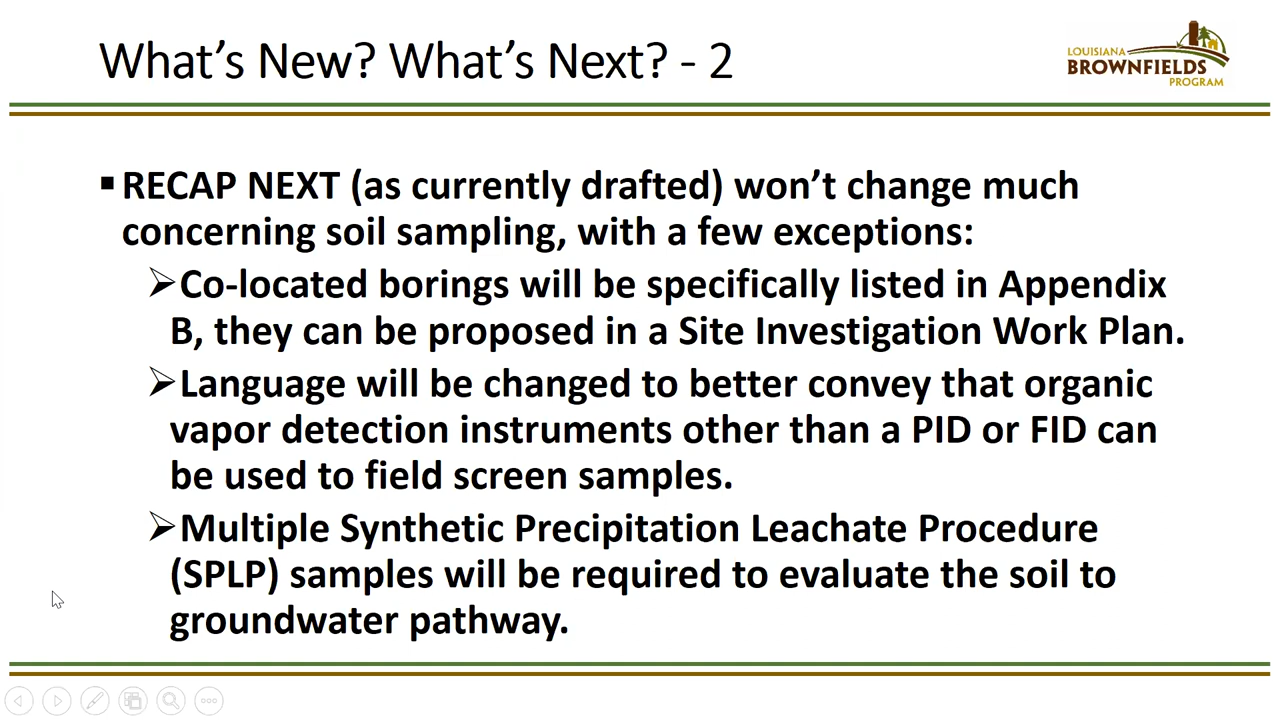 What's New? What's Next? - 2
LOUISIANA
BROWNFIELDS
PROGRAM
▪ RECAP NEXT (as currently drafted) won't change much
concerning soil sampling, with a few exceptions:
➢Co-located borings will be specifically listed in Appendix
B, they can be proposed in a Site Investigation Work Plan.
➢Language will be changed to better convey that organic
vapor detection instruments other than a PID or FID can
be used to field screen samples.
➢Multiple Synthetic Precipitation Leachate Procedure
(SPLP) samples will be required to evaluate the soil to
groundwater pathway.